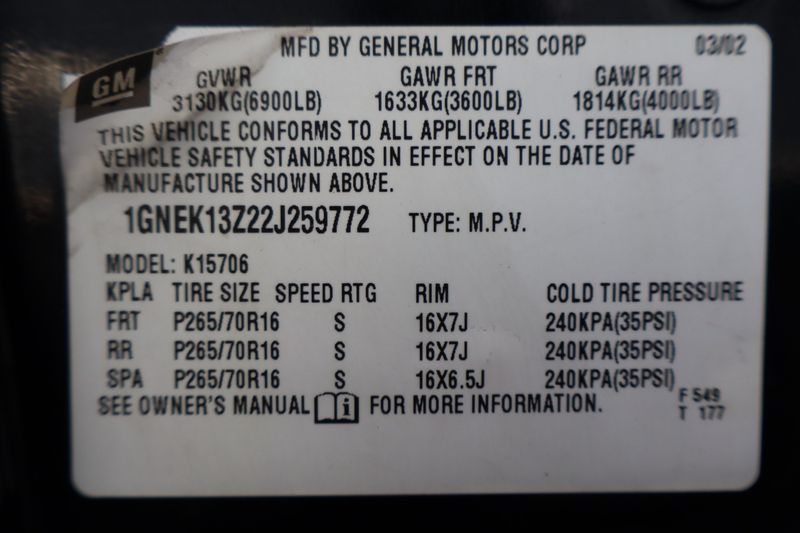 MFD BY GENERAL MOTORS CORP 03/02
GM
GVWR GAWR FRT GAWR RR
3130KG(6900LB) 1633KG(3600LB) 1814KG(4000LB)
THIS VEHICLE CONFORMS TO ALL APPLICABLE U.S. FEDERAL MOTOR
VEHICLE SAFETY STANDARDS IN EFFECT ON THE DATE OF
MANUFACTURE SHOWN ABOVE.
1GNEK13Z22J259772 TYPE: M.P.V.
MODEL: K15706
KPLA TIRE SIZE SPEED RTG RIM COLD TIRE PRESSURE
FRT P265/70R16 S 16X7J 240KPA(35PSI)
RR P265/70R16 S 16X7J 240KPA(35PSI)
SPA P265/70R16 S 16X6.5J 240KPA(35PSI)
SEE OWNER'S MANUAL i FOR MORE INFORMATION. F 549
T 177